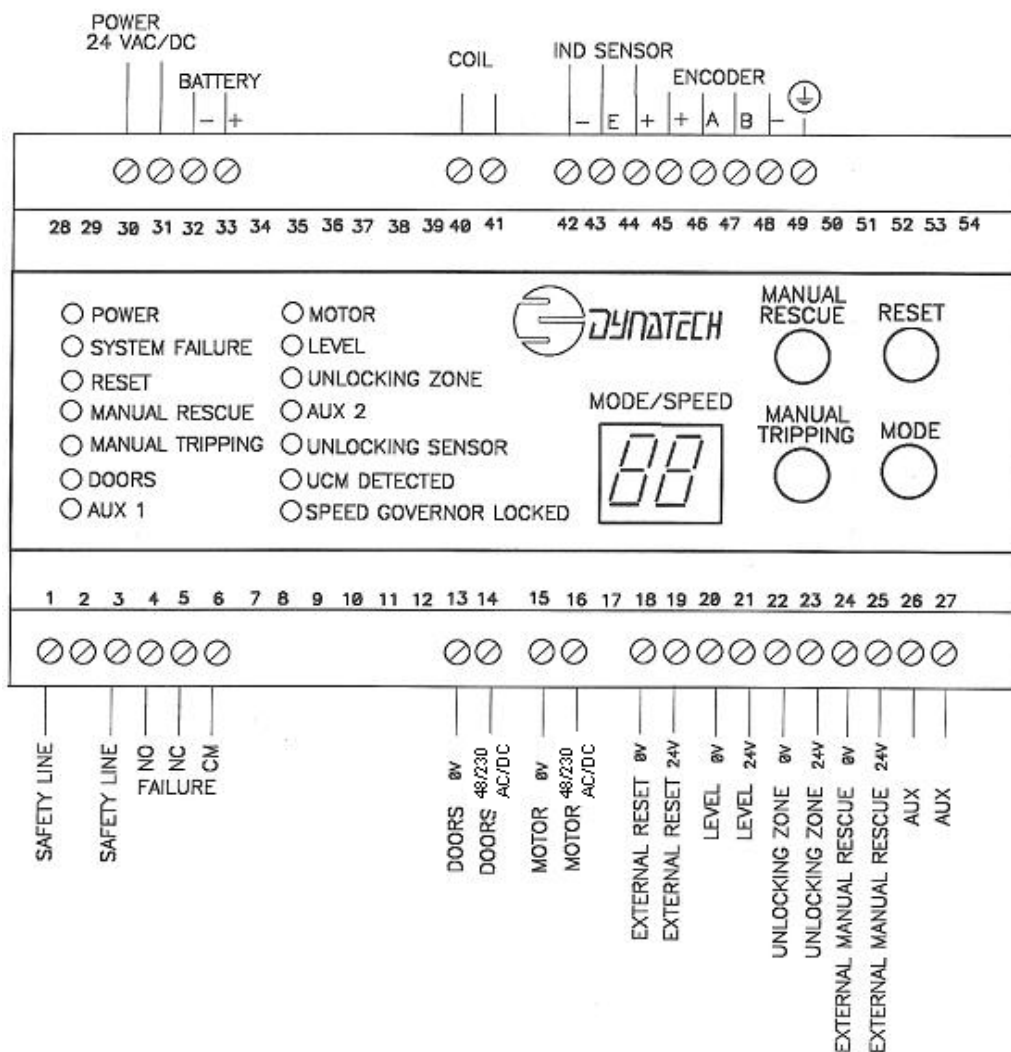 POWER
24 VAC/DC
BATTERY
- +
COIL
IND SENSOR
ENCODER
- E + + A B -
28 29 30 31 32 33 34 35 36 37 38 39 40 41 42 43 44 45 46 47 48 49 50 51 52 53 54
POWER
SYSTEM FAILURE
RESET
MANUAL RESCUE
MANUAL TRIPPING
DOORS
AUX 1
MOTOR
LEVEL
UNLOCKING ZONE
AUX 2
UNLOCKING SENSOR
UCM DETECTED
SPEED GOVERNOR LOCKED
DYNATECH
MODE/SPEED
88
MANUAL
RESCUE
RESET
MANUAL
TRIPPING
MODE
1 2 3 4 5 6 7 8 9 10 11 12 13 14 15 16 17 18 19 20 21 22 23 24 25 26 27
SAFETY LINE
SAFETY LINE
NO
NC
CM
FAILURE
DOORS 0V
DOORS 48/230
AC/DC
MOTOR 0V
MOTOR 48/230
AC/DC
EXTERNAL RESET 0V
EXTERNAL RESET 24V
LEVEL 0V
LEVEL 24V
UNLOCKING ZONE 0V
UNLOCKING ZONE 24V
EXTERNAL MANUAL RESCUE 0V
EXTERNAL MANUAL RESCUE 24V
AUX
AUX